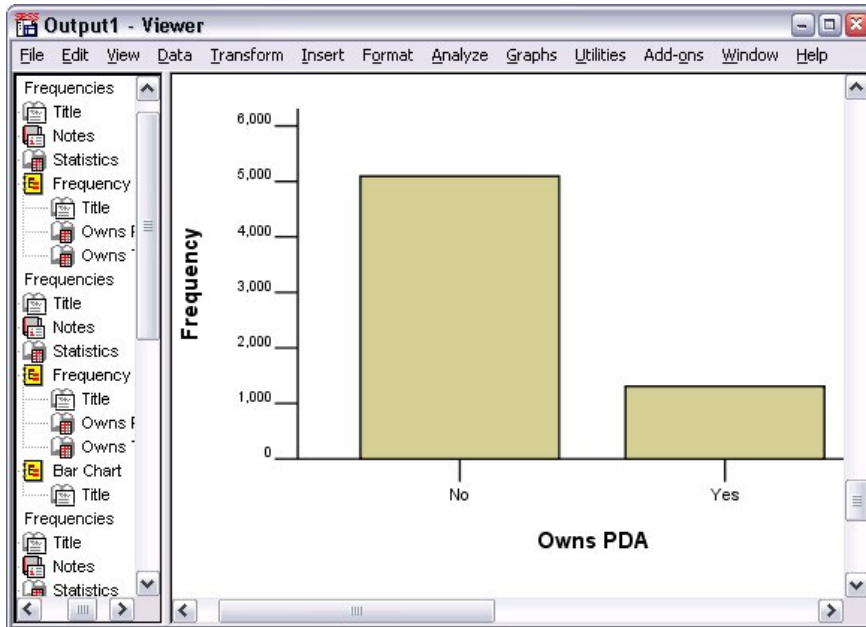 Output1 - Viewer
File Edit View Data Transform Insert Format Analyze Graphs Utilities Add-ons Window Help
Frequencies
Title
Notes
Statistics
Frequency
Title
Owns
Owns
Frequencies
Title
Notes
Statistics
Frequency
Title
Owns
Owns
Bar Chart
Title
Frequencies
Title
Notes
Statistics
6,000
5,000
4,000
3,000
2,000
1,000
0
Frequency
No Yes
Owns PDA